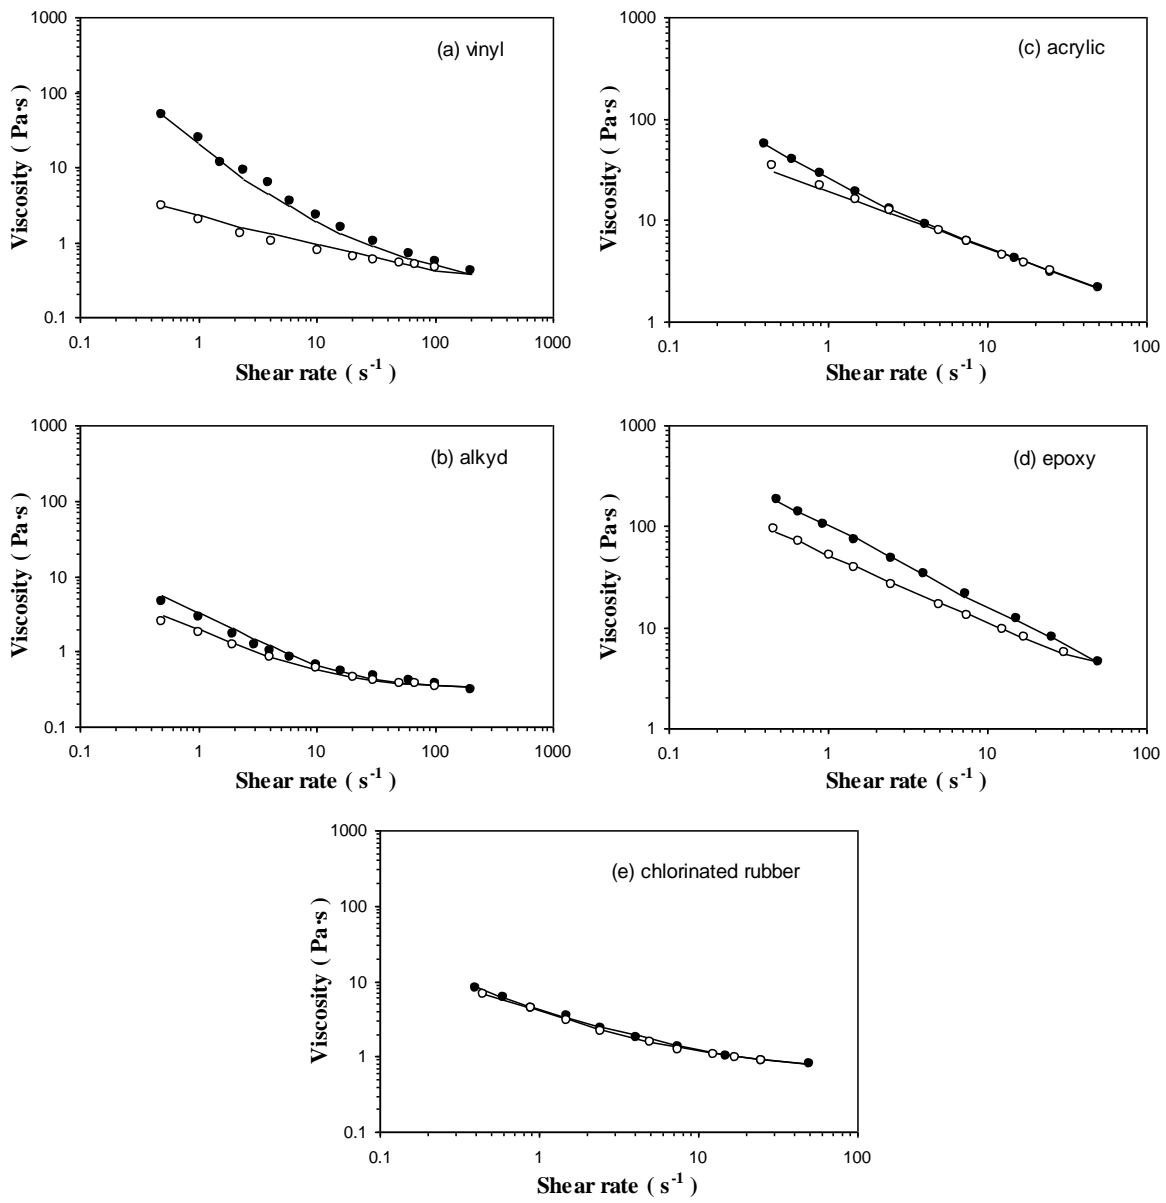 (a) vinyl
Viscosity ( Pa·s )
1000
100
10
1
0.1
0.1 1 10 100 1000
Shear rate ( s-1 )
(c) acrylic
Viscosity ( Pa·s )
1000
100
10
1
0.1 1 10 100
Shear rate ( s-1 )
(b) alkyd
Viscosity ( Pa·s )
1000
100
10
1
0.1
0.1 1 10 100 1000
Shear rate ( s-1 )
(d) epoxy
Viscosity ( Pa·s )
1000
100
10
1
0.1 1 10 100
Shear rate ( s-1 )
(e) chlorinated rubber
Viscosity ( Pa·s )
1000
100
10
1
0.1
0.1 1 10 100
Shear rate ( s-1 )